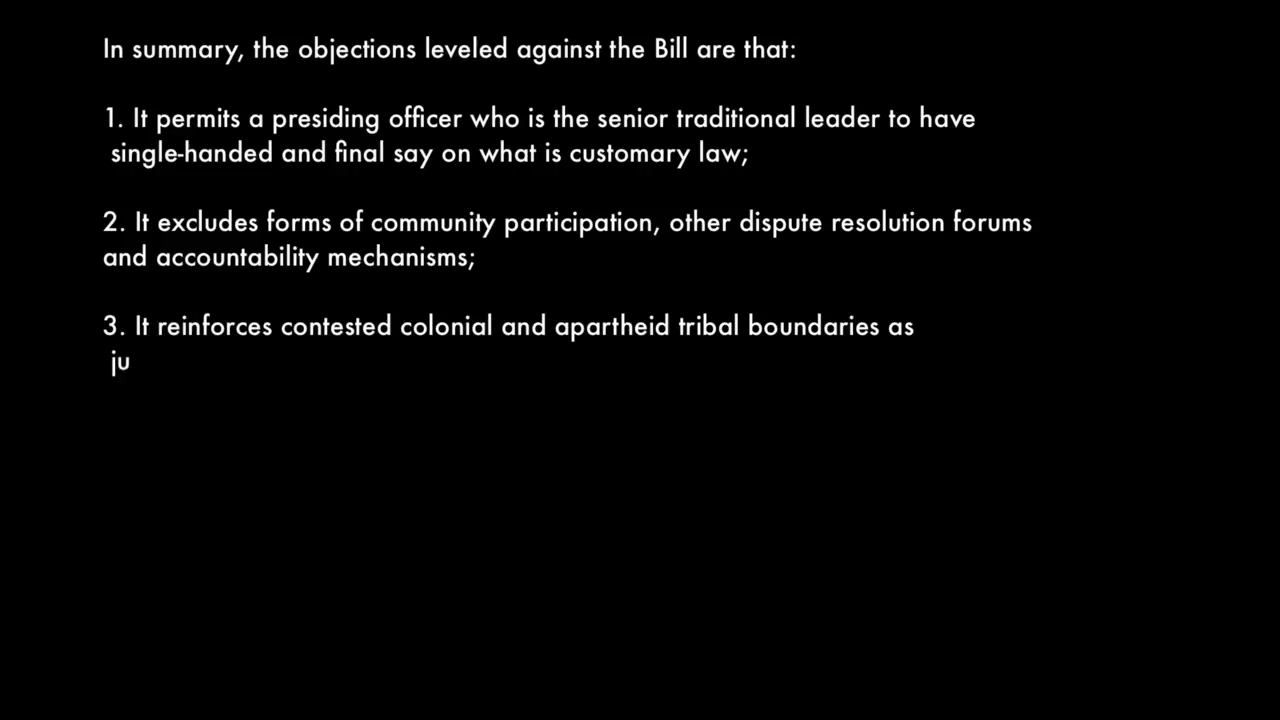 In summary, the objections leveled against the Bill are that:
1. It permits a presiding officer who is the senior traditional leader to have
single-handed and final say on what is customary law;
2. It excludes forms of community participation, other dispute resolution forums
and accountability mechanisms;
3. It reinforces contested colonial and apartheid tribal boundaries as
ju